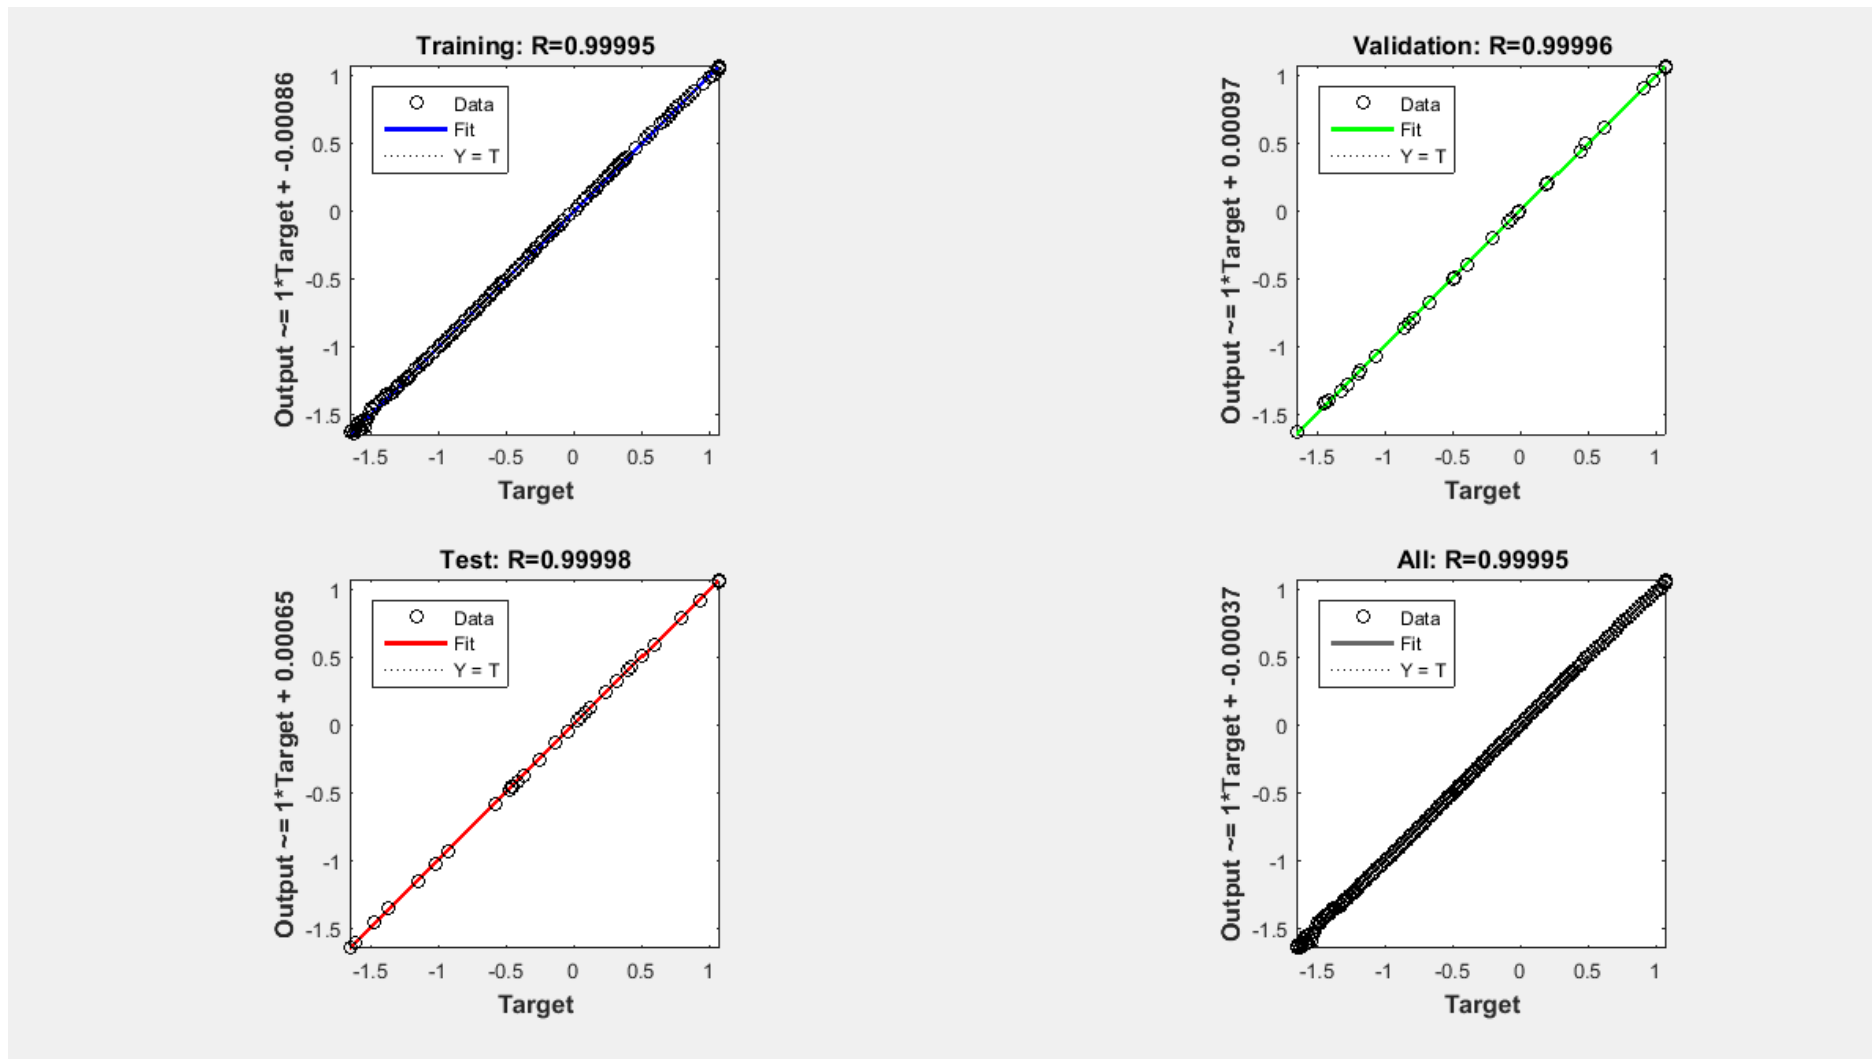 Training: R=0.99995
Output ~= 1*Target + -0.00086
Data
Fit
Y = T
1
0.5
0
-0.5
-1
-1.5
-1.5 -1 -0.5 0 0.5 1
Target
Validation: R=0.99996
Output ~= 1*Target + 0.00097
Data
Fit
Y = T
1
0.5
0
-0.5
-1
-1.5
-1.5 -1 -0.5 0 0.5 1
Target
Test: R=0.99998
Output ~= 1*Target + 0.00065
Data
Fit
Y = T
1
0.5
0
-0.5
-1
-1.5
-1.5 -1 -0.5 0 0.5 1
Target
All: R=0.99995
Output ~= 1*Target + -0.00037
Data
Fit
Y = T
1
0.5
0
-0.5
-1
-1.5
-1.5 -1 -0.5 0 0.5 1
Target